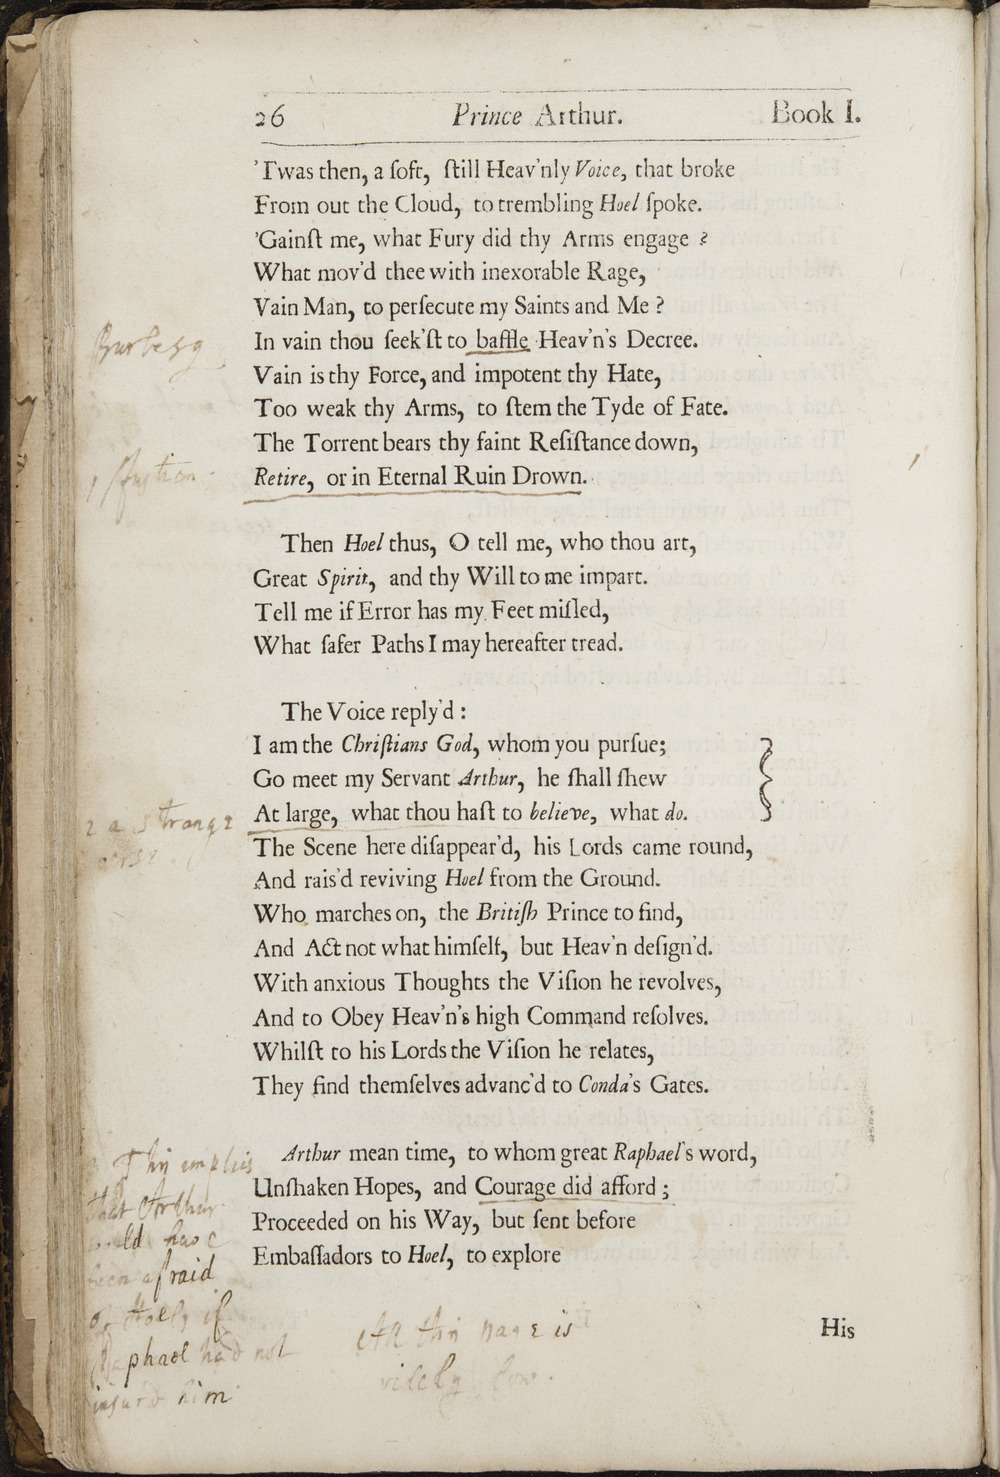 26 Prince Arthur. Book I.
'Twas then, a ſoft, ſtill Heav'nly Voice, that broke
From out the Cloud, to trembling Hoel ſpoke.
'Gainſt me, what Fury did thy Arms engage?
What mov'd thee with inexorable Rage,
Vain Man, to perſecute my Saints and Me?
In vain thou ſeek'ſt to baffle Heav'n's Decree.
Vain is thy Force, and impotent thy Hate,
Too weak thy Arms, to ſtem the Tyde of Fate.
The Torrent bears thy faint Reſiſtance down,
1 fustian
Retire, or in Eternal Ruin Drown.
Then Hoel thus, O tell me, who thou art,
Great Spirit, and thy Will to me impart.
Tell me if Error has my Feet miſled,
What ſafer Paths I may hereafter tread.
The Voice reply'd:
I am the Chriſtians God, whom you purſue;
Go meet my Servant Arthur, he ſhall ſhew
At large, what thou haſt to believe, what do.
2 a strange
The Scene here diſappear'd, his Lords came round,
And rais'd reviving Hoel from the Ground.
Who marches on, the Britiſh Prince to find,
And Act not what himſelf, but Heav'n deſign'd.
With anxious Thoughts the Viſion he revolves,
And to Obey Heav'n's high Command reſolves.
Whilſt to his Lords the Viſion he relates,
They find themſelves advanc'd to Conda's Gates.
Arthur mean time, to whom great Raphael's word,
Unſhaken Hopes, and Courage did afford;
Proceeded on his Way, but ſent before
Embaſſadors to Hoel, to explore
This implies
that Arthur
would have
been afraid
of Hoel, if
Raphael had not
insurd him
All this page is
vilely low.
His